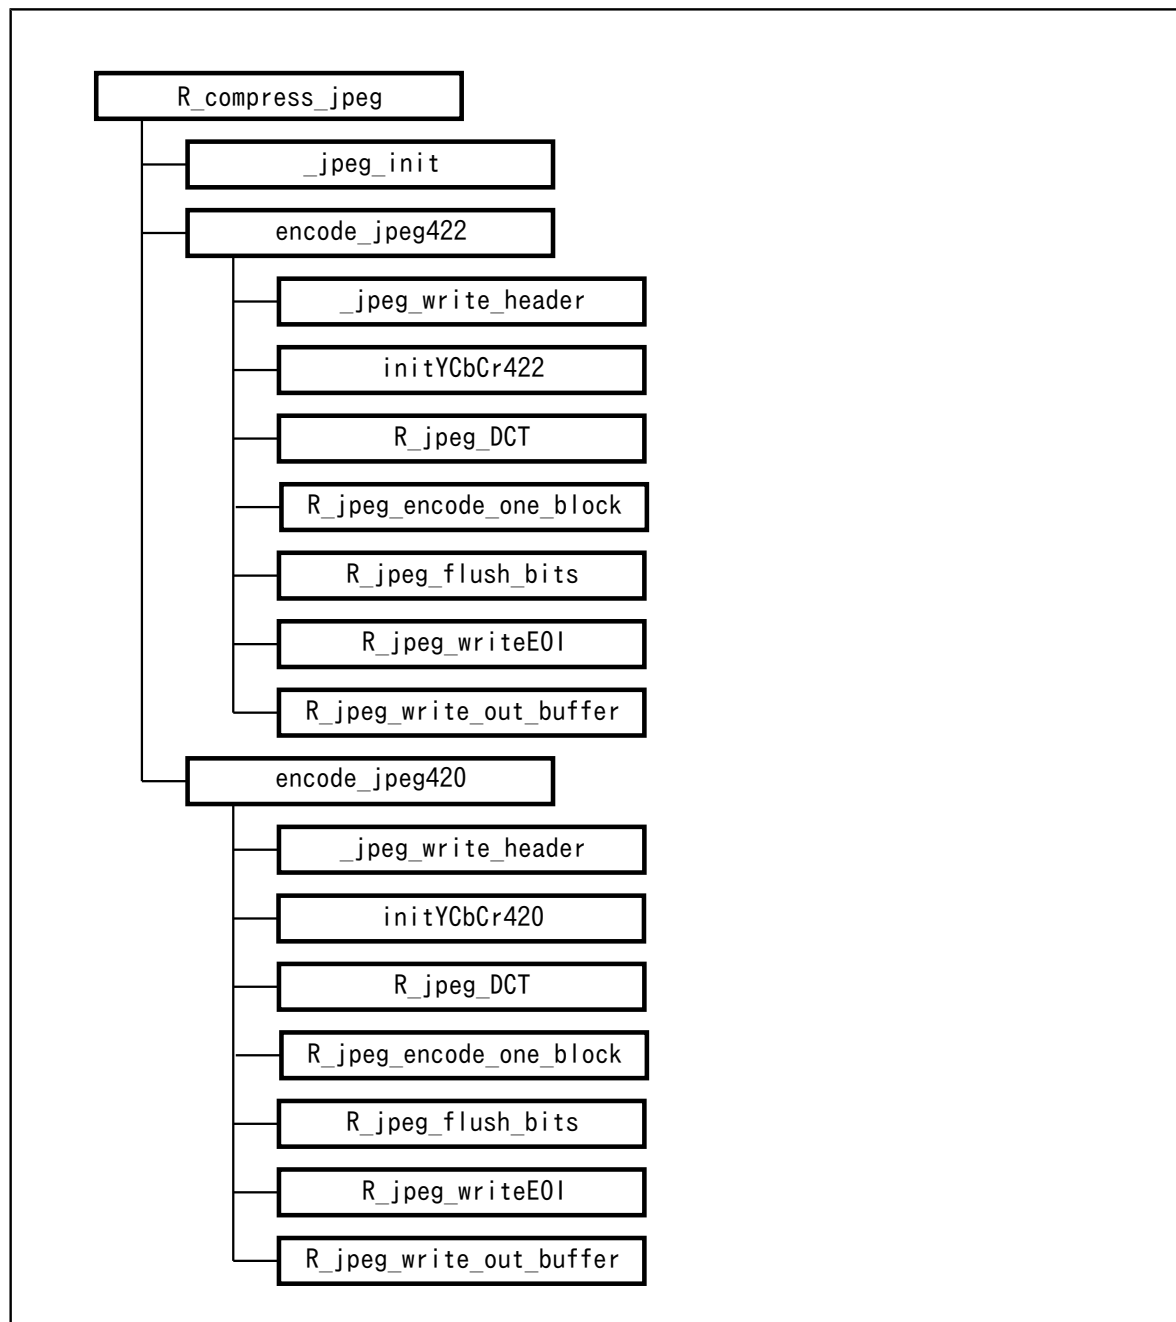 R_compress_jpeg
_jpeg_init
encode_jpeg422
_jpeg_write_header
initYCbCr422
R_jpeg_DCT
R_jpeg_encode_one_block
R_jpeg_flush_bits
R_jpeg_writeEOI
R_jpeg_write_out_buffer
encode_jpeg420
_jpeg_write_header
initYCbCr420
R_jpeg_DCT
R_jpeg_encode_one_block
R_jpeg_flush_bits
R_jpeg_writeEOI
R_jpeg_write_out_buffer